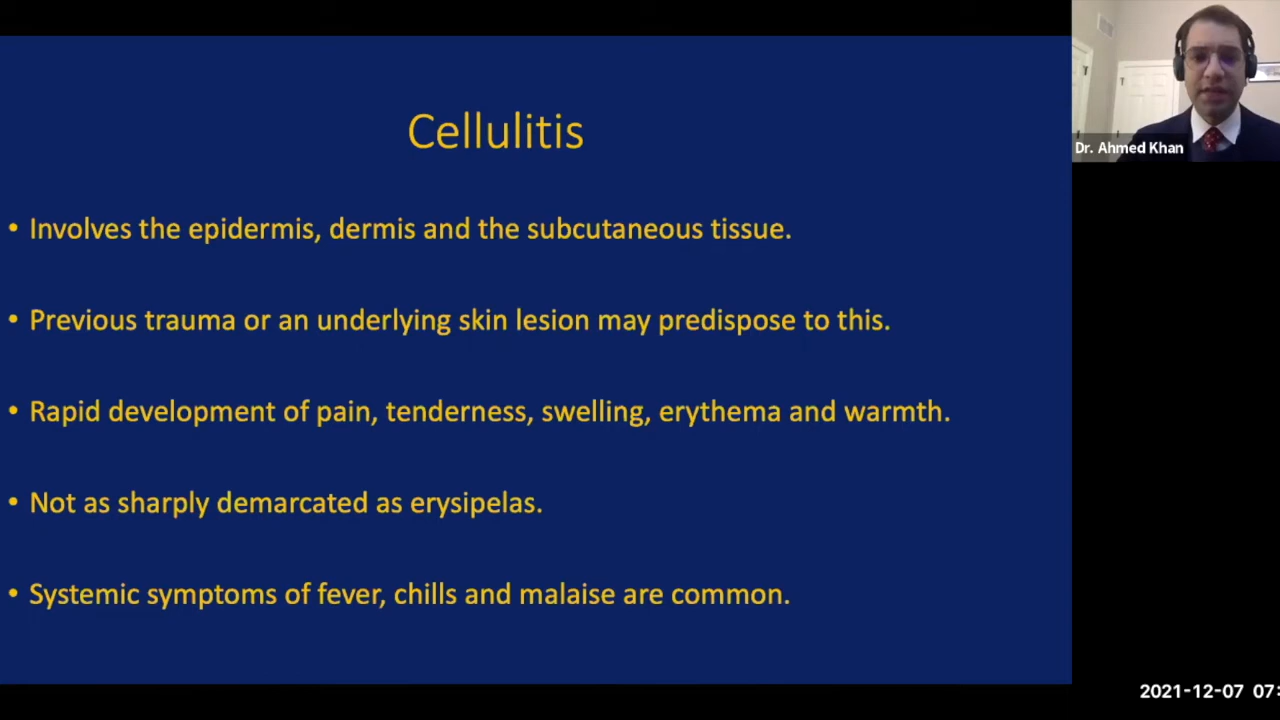 Cellulitis
• Involves the epidermis, dermis and the subcutaneous tissue.
• Previous trauma or an underlying skin lesion may predispose to this.
• Rapid development of pain, tenderness, swelling, erythema and warmth.
• Not as sharply demarcated as erysipelas.
• Systemic symptoms of fever, chills and malaise are common.
Dr. Ahmed Khan
2021-12-07 07: